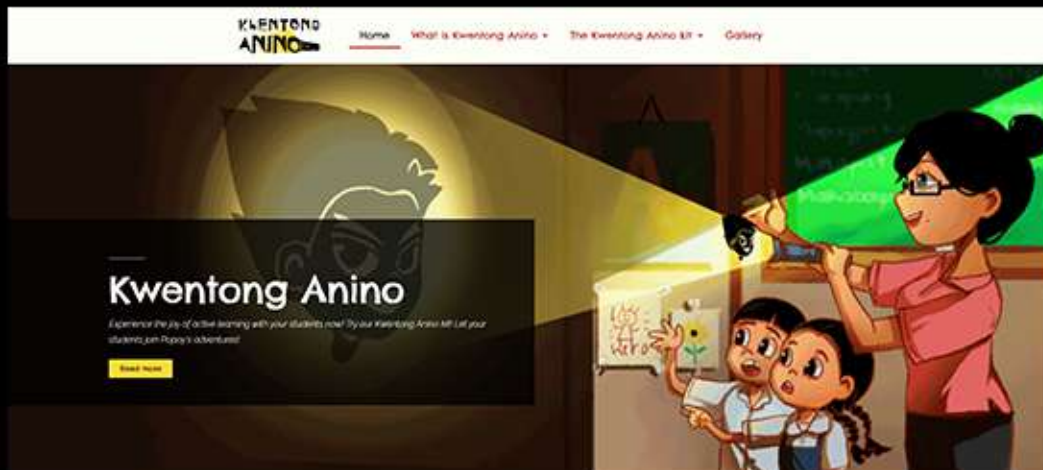 KWENTONG
ANINO
Home
What is Kwentong Anino
The Kwentong Anino kit
Gallery
Kwentong Anino
Experience the joy of active learning with your students now! Try our Kwentong Anino kit! Let your
students join Popoy's adventures!
Read Now
A